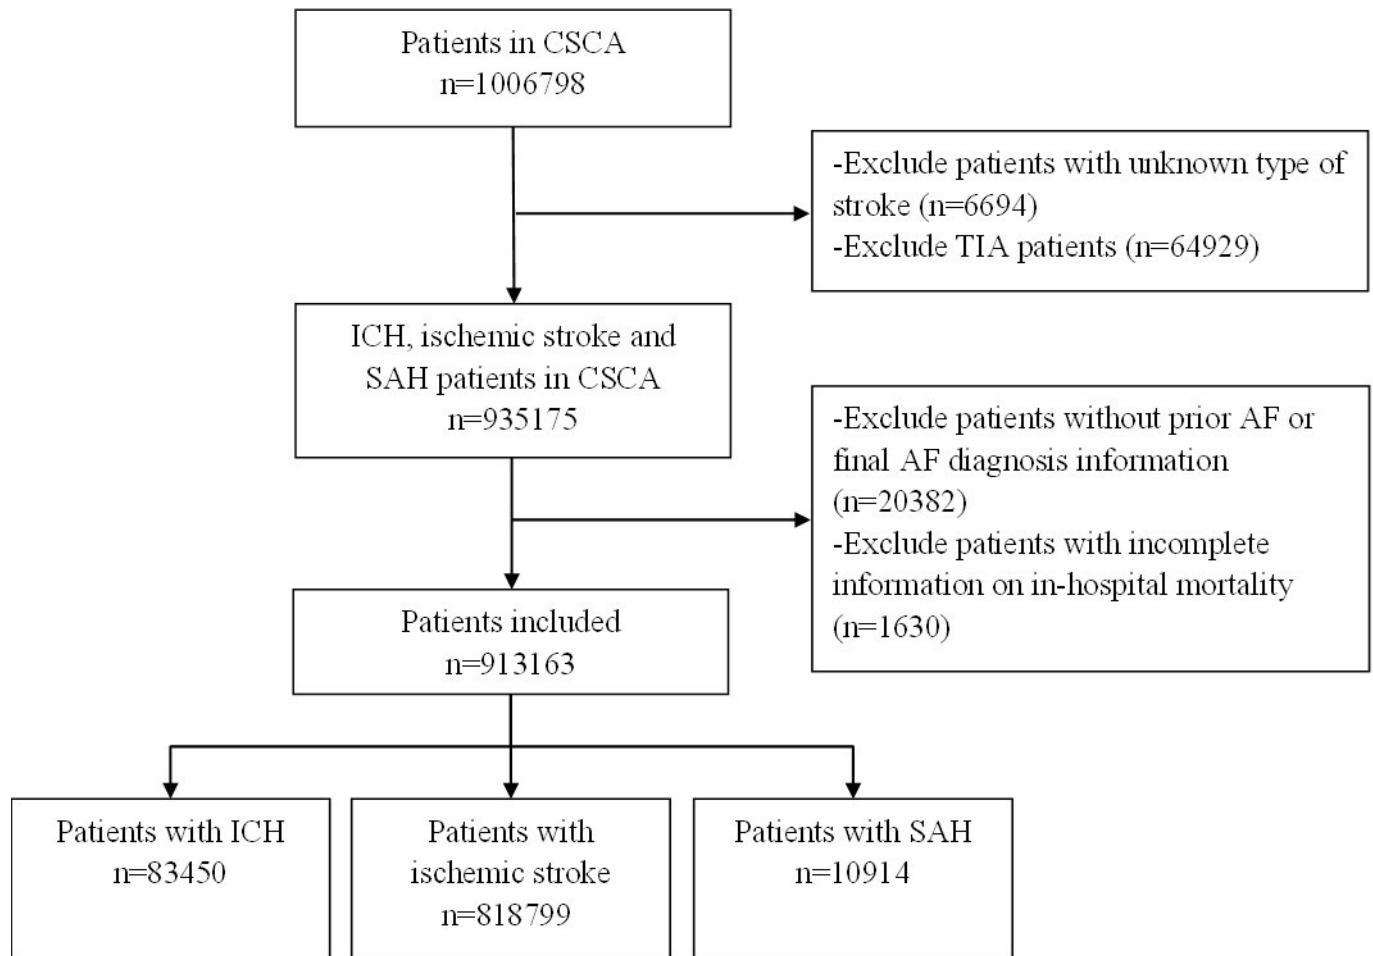 Patients in CSCA
n=1006798
-Exclude patients with unknown type of
stroke (n=6694)
-Exclude TIA patients (n=64929)
ICH, ischemic stroke and
SAH patients in CSCA
n=935175
-Exclude patients without prior AF or
final AF diagnosis information
(n=20382)
-Exclude patients with incomplete
information on in-hospital mortality
(n=1630)
Patients included
n=913163
Patients with ICH
n=83450
Patients with
ischemic stroke
n=818799
Patients with SAH
n=10914